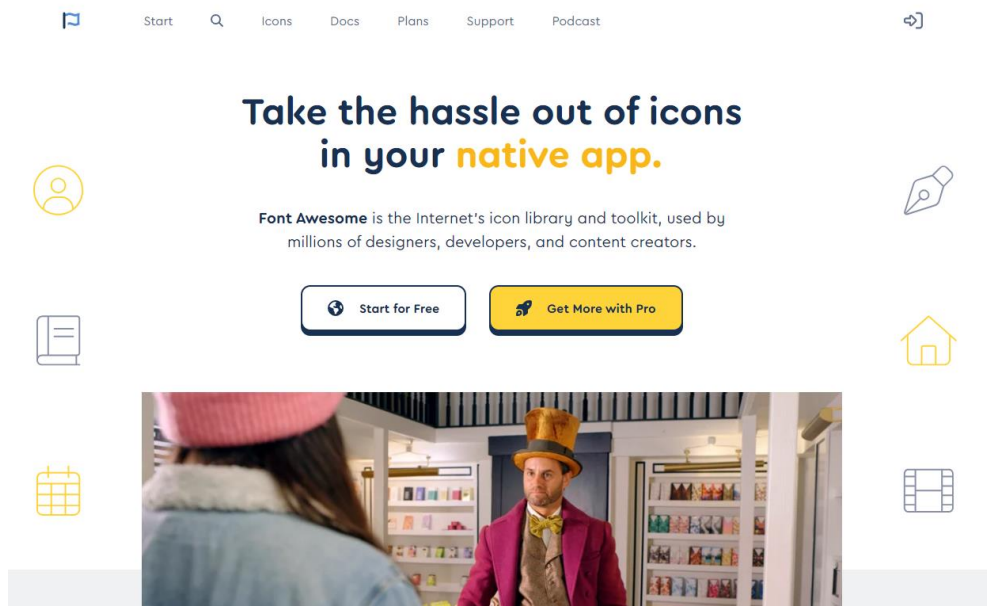 Start
Icons
Docs
Plans
Support
Podcast
Take the hassle out of icons
in your native app.
Font Awesome is the Internet's icon library and toolkit, used by
millions of designers, developers, and content creators.
Start for Free
Get More with Pro